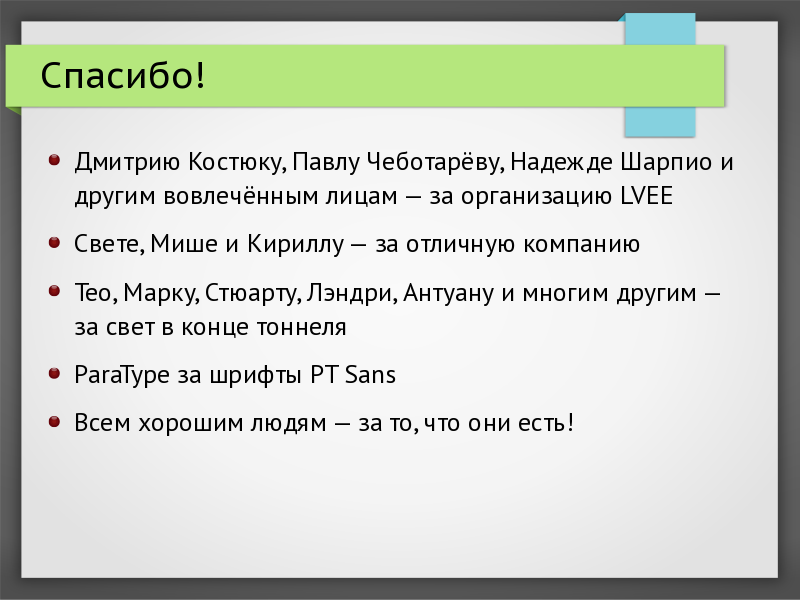 Спасибо!
Дмитрию Костюку, Павлу Чеботарёву, Надежде Шарпио и
другим вовлечённым лицам — за организацию LVEE
Свете, Мише и Кириллу — за отличную компанию
Тео, Марку, Стюарту, Лэндри, Антуану и многим другим —
за свет в конце тоннеля
ParaType за шрифты PT Sans
Всем хорошим людям — за то, что они есть!